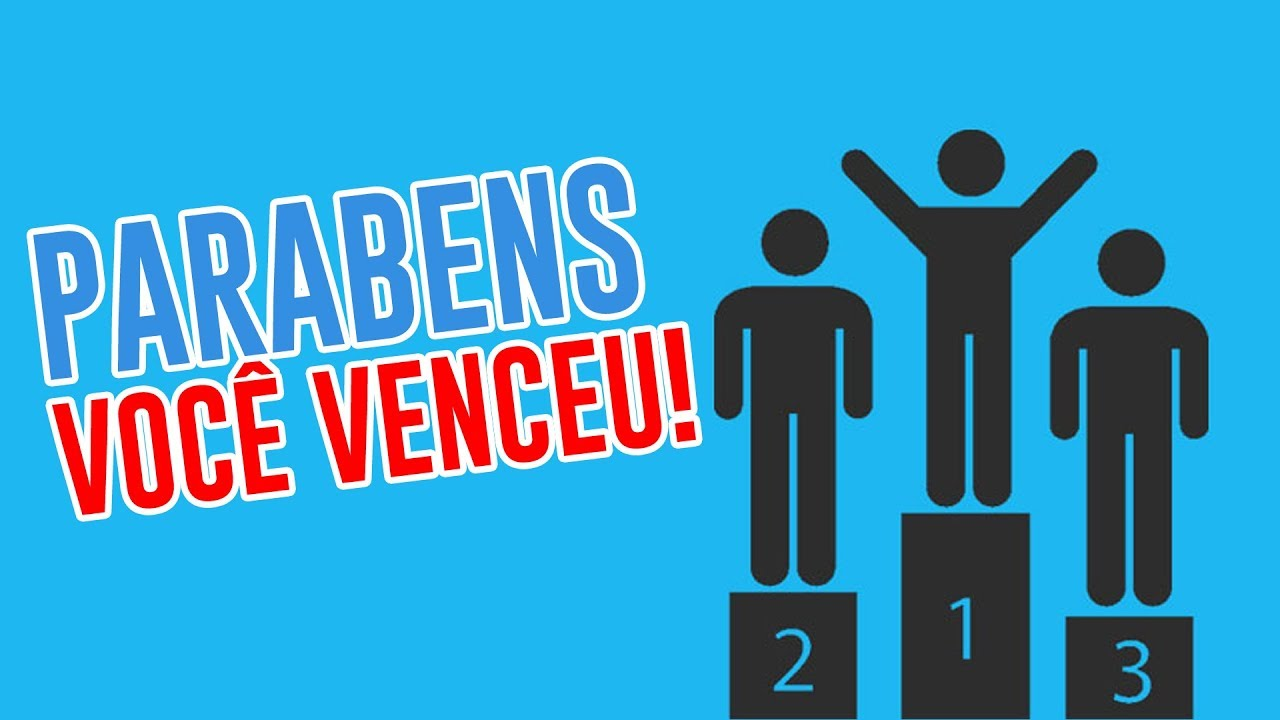 PARABENS
VOCÊ VENCEU!
2 1 3